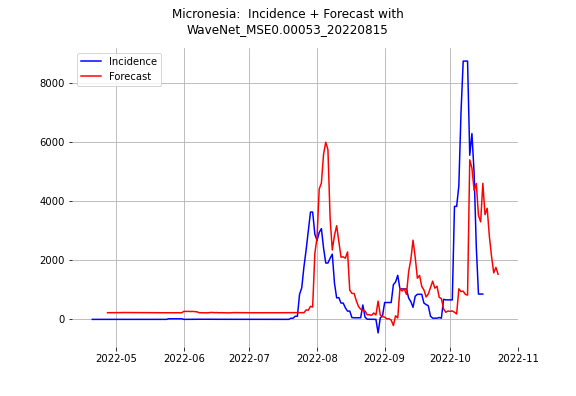 Micronesia:  Incidence + Forecast with
WaveNet_MSE0.00053_20220815
Incidence
Forecast
8000
6000
4000
2000
0
2022-05 2022-06 2022-07 2022-08 2022-09 2022-10 2022-11